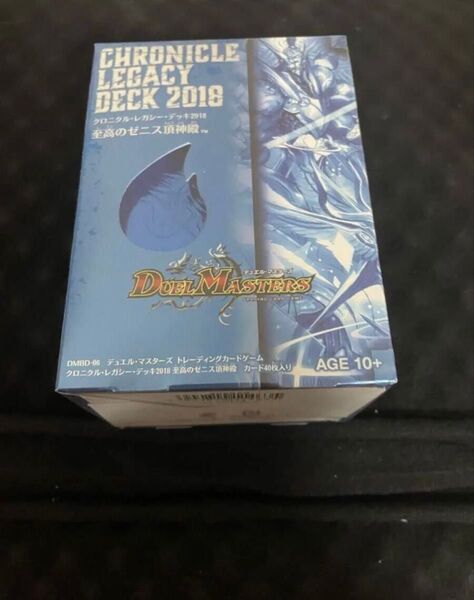 CHRONICLE
LEGACY
DECK 2018
クロニクル・レガシー・デッキ2018
至高のゼニス頂神殿™
デュエル・マスターズ
DUEL MASTERS
TRADING CARD GAME
DMBD-06 デュエル・マスターズ トレーディングカードゲーム
クロニクル・レガシー・デッキ2018 至高のゼニス頂神殿 カード40枚入り
AGE 10+